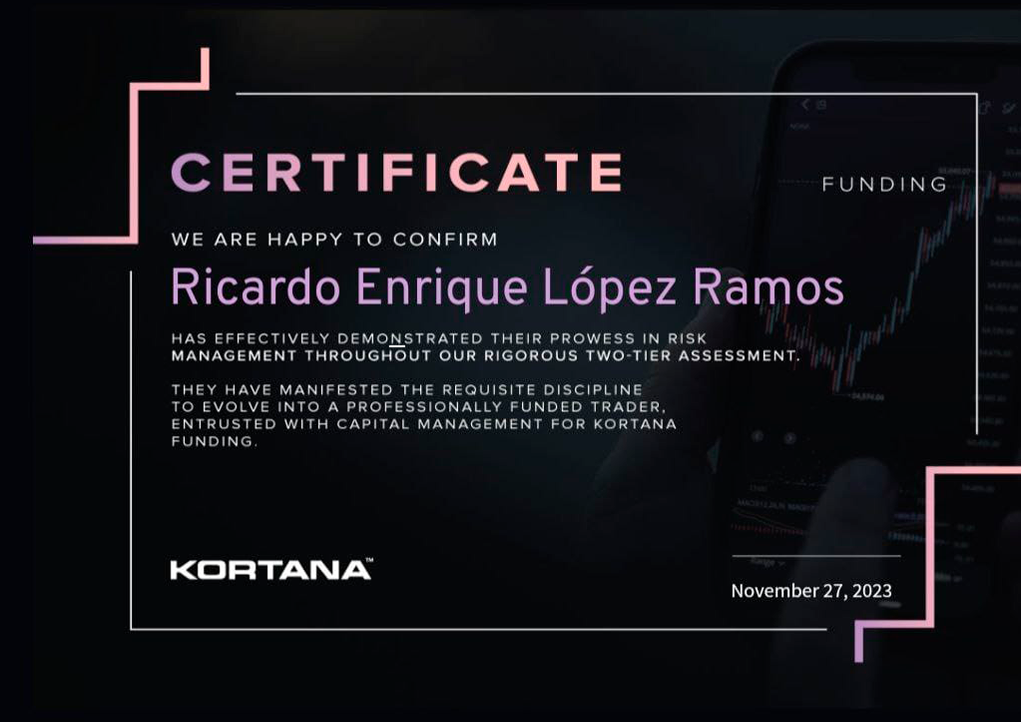 CERTIFICATE
FUNDING
WE ARE HAPPY TO CONFIRM
Ricardo Enrique López Ramos
HAS EFFECTIVELY DEMONSTRATED THEIR PROWESS IN RISK
MANAGEMENT THROUGHOUT OUR RIGOROUS TWO-TIER ASSESSMENT.
THEY HAVE MANIFESTED THE REQUISITE DISCIPLINE
TO EVOLVE INTO A PROFESSIONALLY FUNDED TRADER,
ENTRUSTED WITH CAPITAL MANAGEMENT FOR KORTANA
FUNDING.
Range
KORTANA™
November 27, 2023